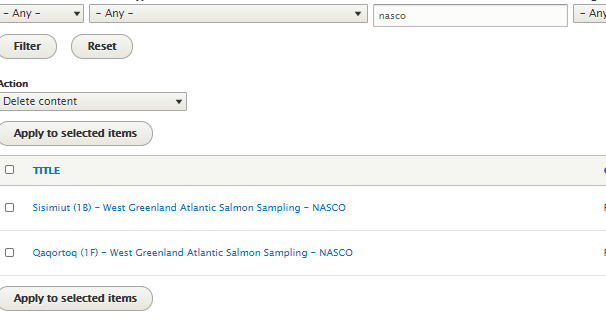 – Any –
– Any –
nasco
– Any
Filter
Reset
Action
Delete content
Apply to selected items
TITLE
Sisimiut (1B) – West Greenland Atlantic Salmon Sampling – NASCO
Qaqortoq (1F) – West Greenland Atlantic Salmon Sampling – NASCO
Apply to selected items